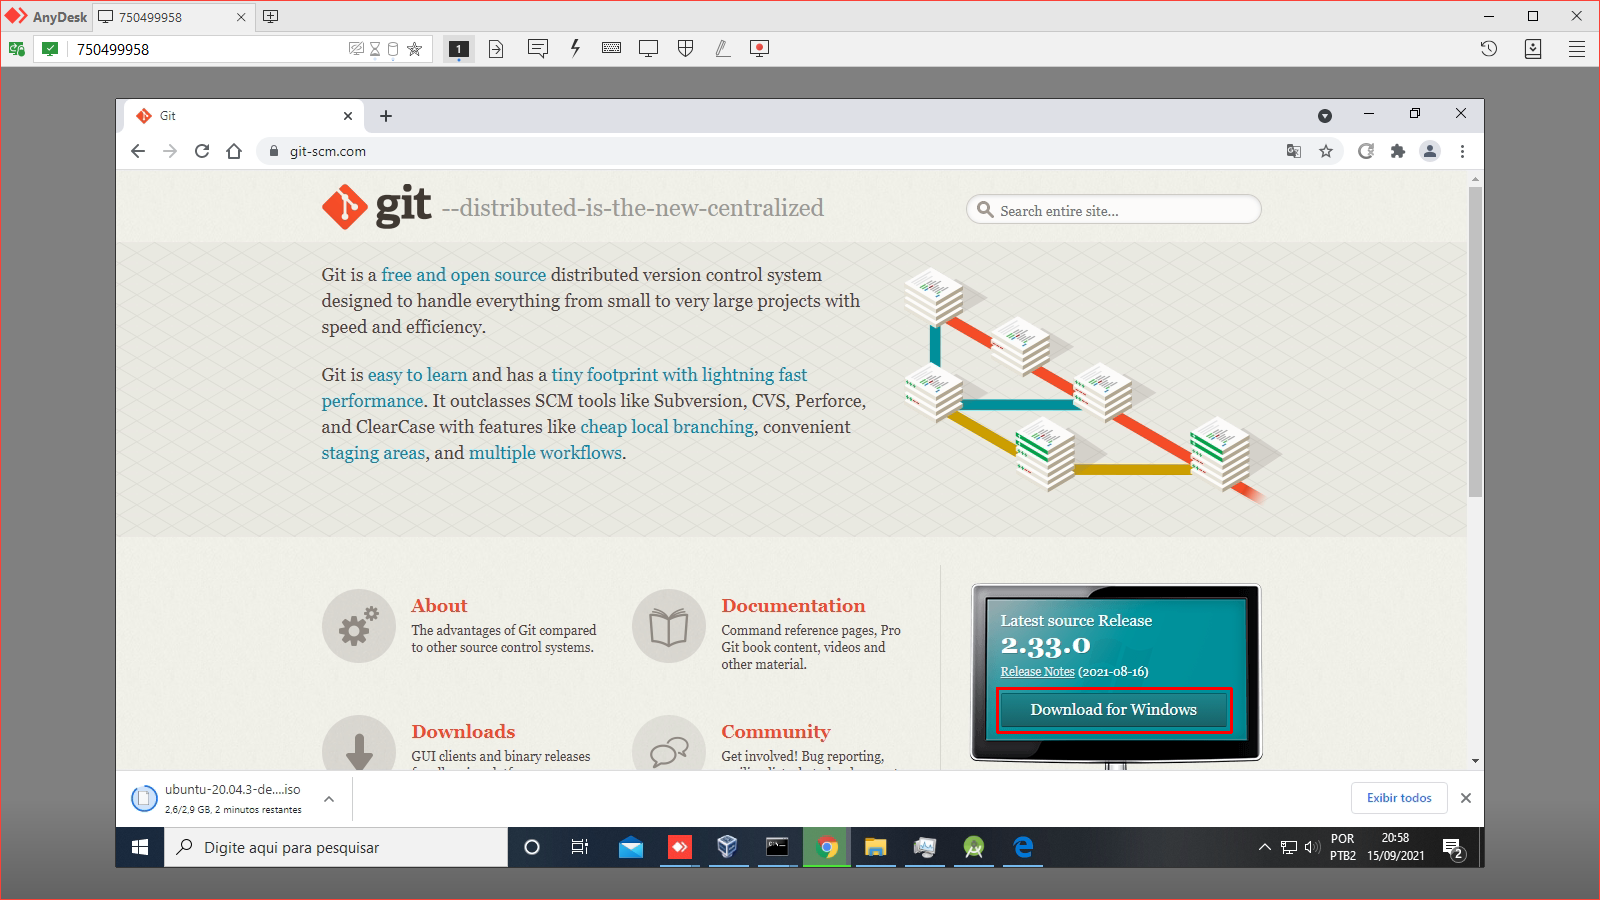 AnyDesk
750499958
750499958
1
Git
git-scm.com
git --distributed-is-the-new-centralized
Search entire site...
Git is a free and open source distributed version control system
designed to handle everything from small to very large projects with
speed and efficiency.
Git is easy to learn and has a tiny footprint with lightning fast
performance. It outclasses SCM tools like Subversion, CVS, Perforce,
and ClearCase with features like cheap local branching, convenient
staging areas, and multiple workflows.
About
The advantages of Git compared
to other source control systems.
Documentation
Command reference pages, Pro
Git book content, videos and
other material.
Latest source Release
2.33.0
Release Notes (2021-08-16)
Download for Windows
Downloads
GUI clients and binary releases
Community
Get involved! Bug reporting,
ubuntu-20.04.3-de....iso
2,6/2,9 GB, 2 minutos restantes
Exibir todos
Digite aqui para pesquisar
POR
PTB2
20:58
15/09/2021
2